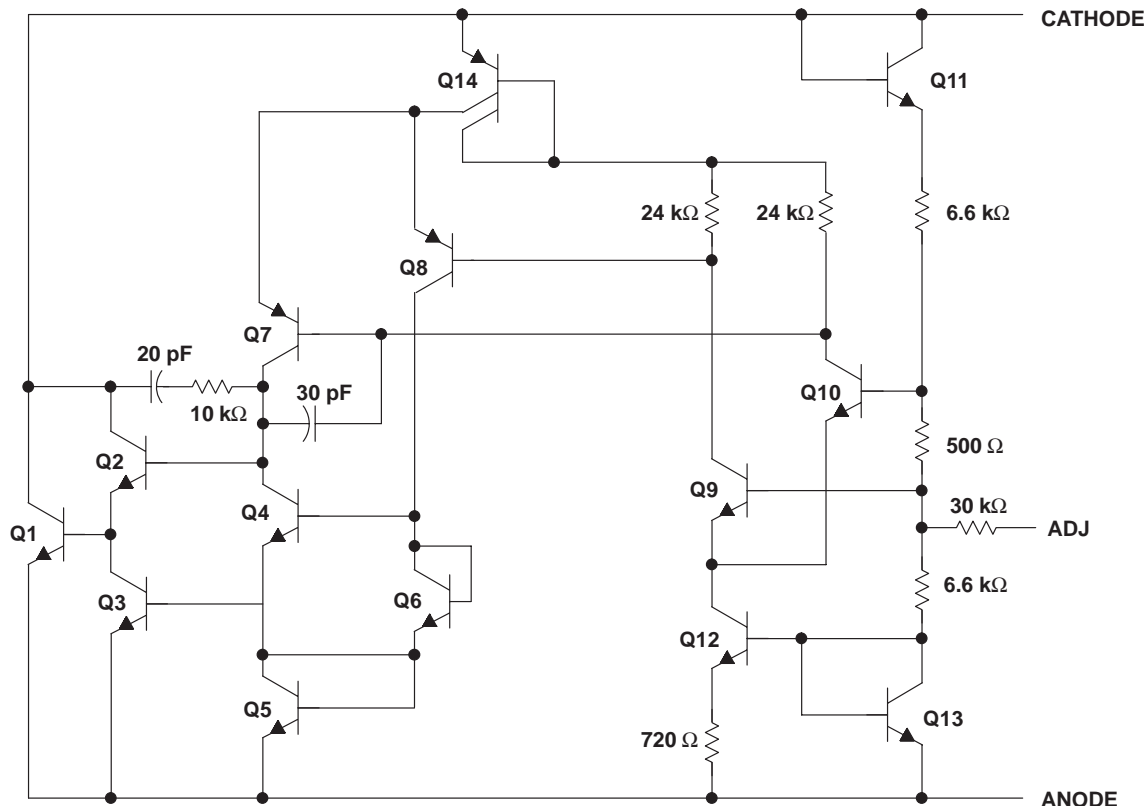 CATHODE
Q14
Q11
24 kΩ
24 kΩ
6.6 kΩ
Q8
Q7
20 pF
30 pF
10 kΩ
Q10
500 Ω
Q2
Q9
30 kΩ
Q4
Q1
ADJ
Q3
Q6
6.6 kΩ
Q12
Q5
Q13
720 Ω
ANODE